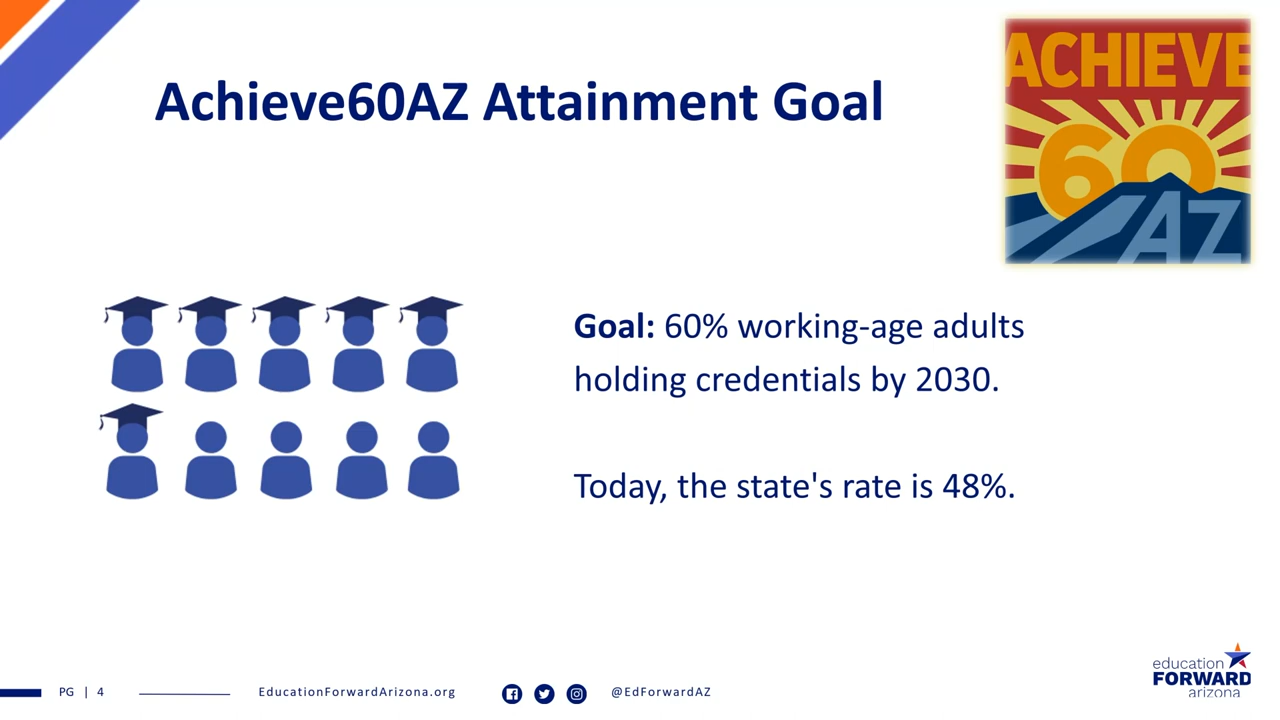 Achieve60AZ Attainment Goal
ACHIEVE
60
AZ
Goal: 60% working-age adults
holding credentials by 2030.
Today, the state's rate is 48%.
PG | 4
EducationForwardArizona.org
@EdForwardAZ
education
FORWARD
arizona